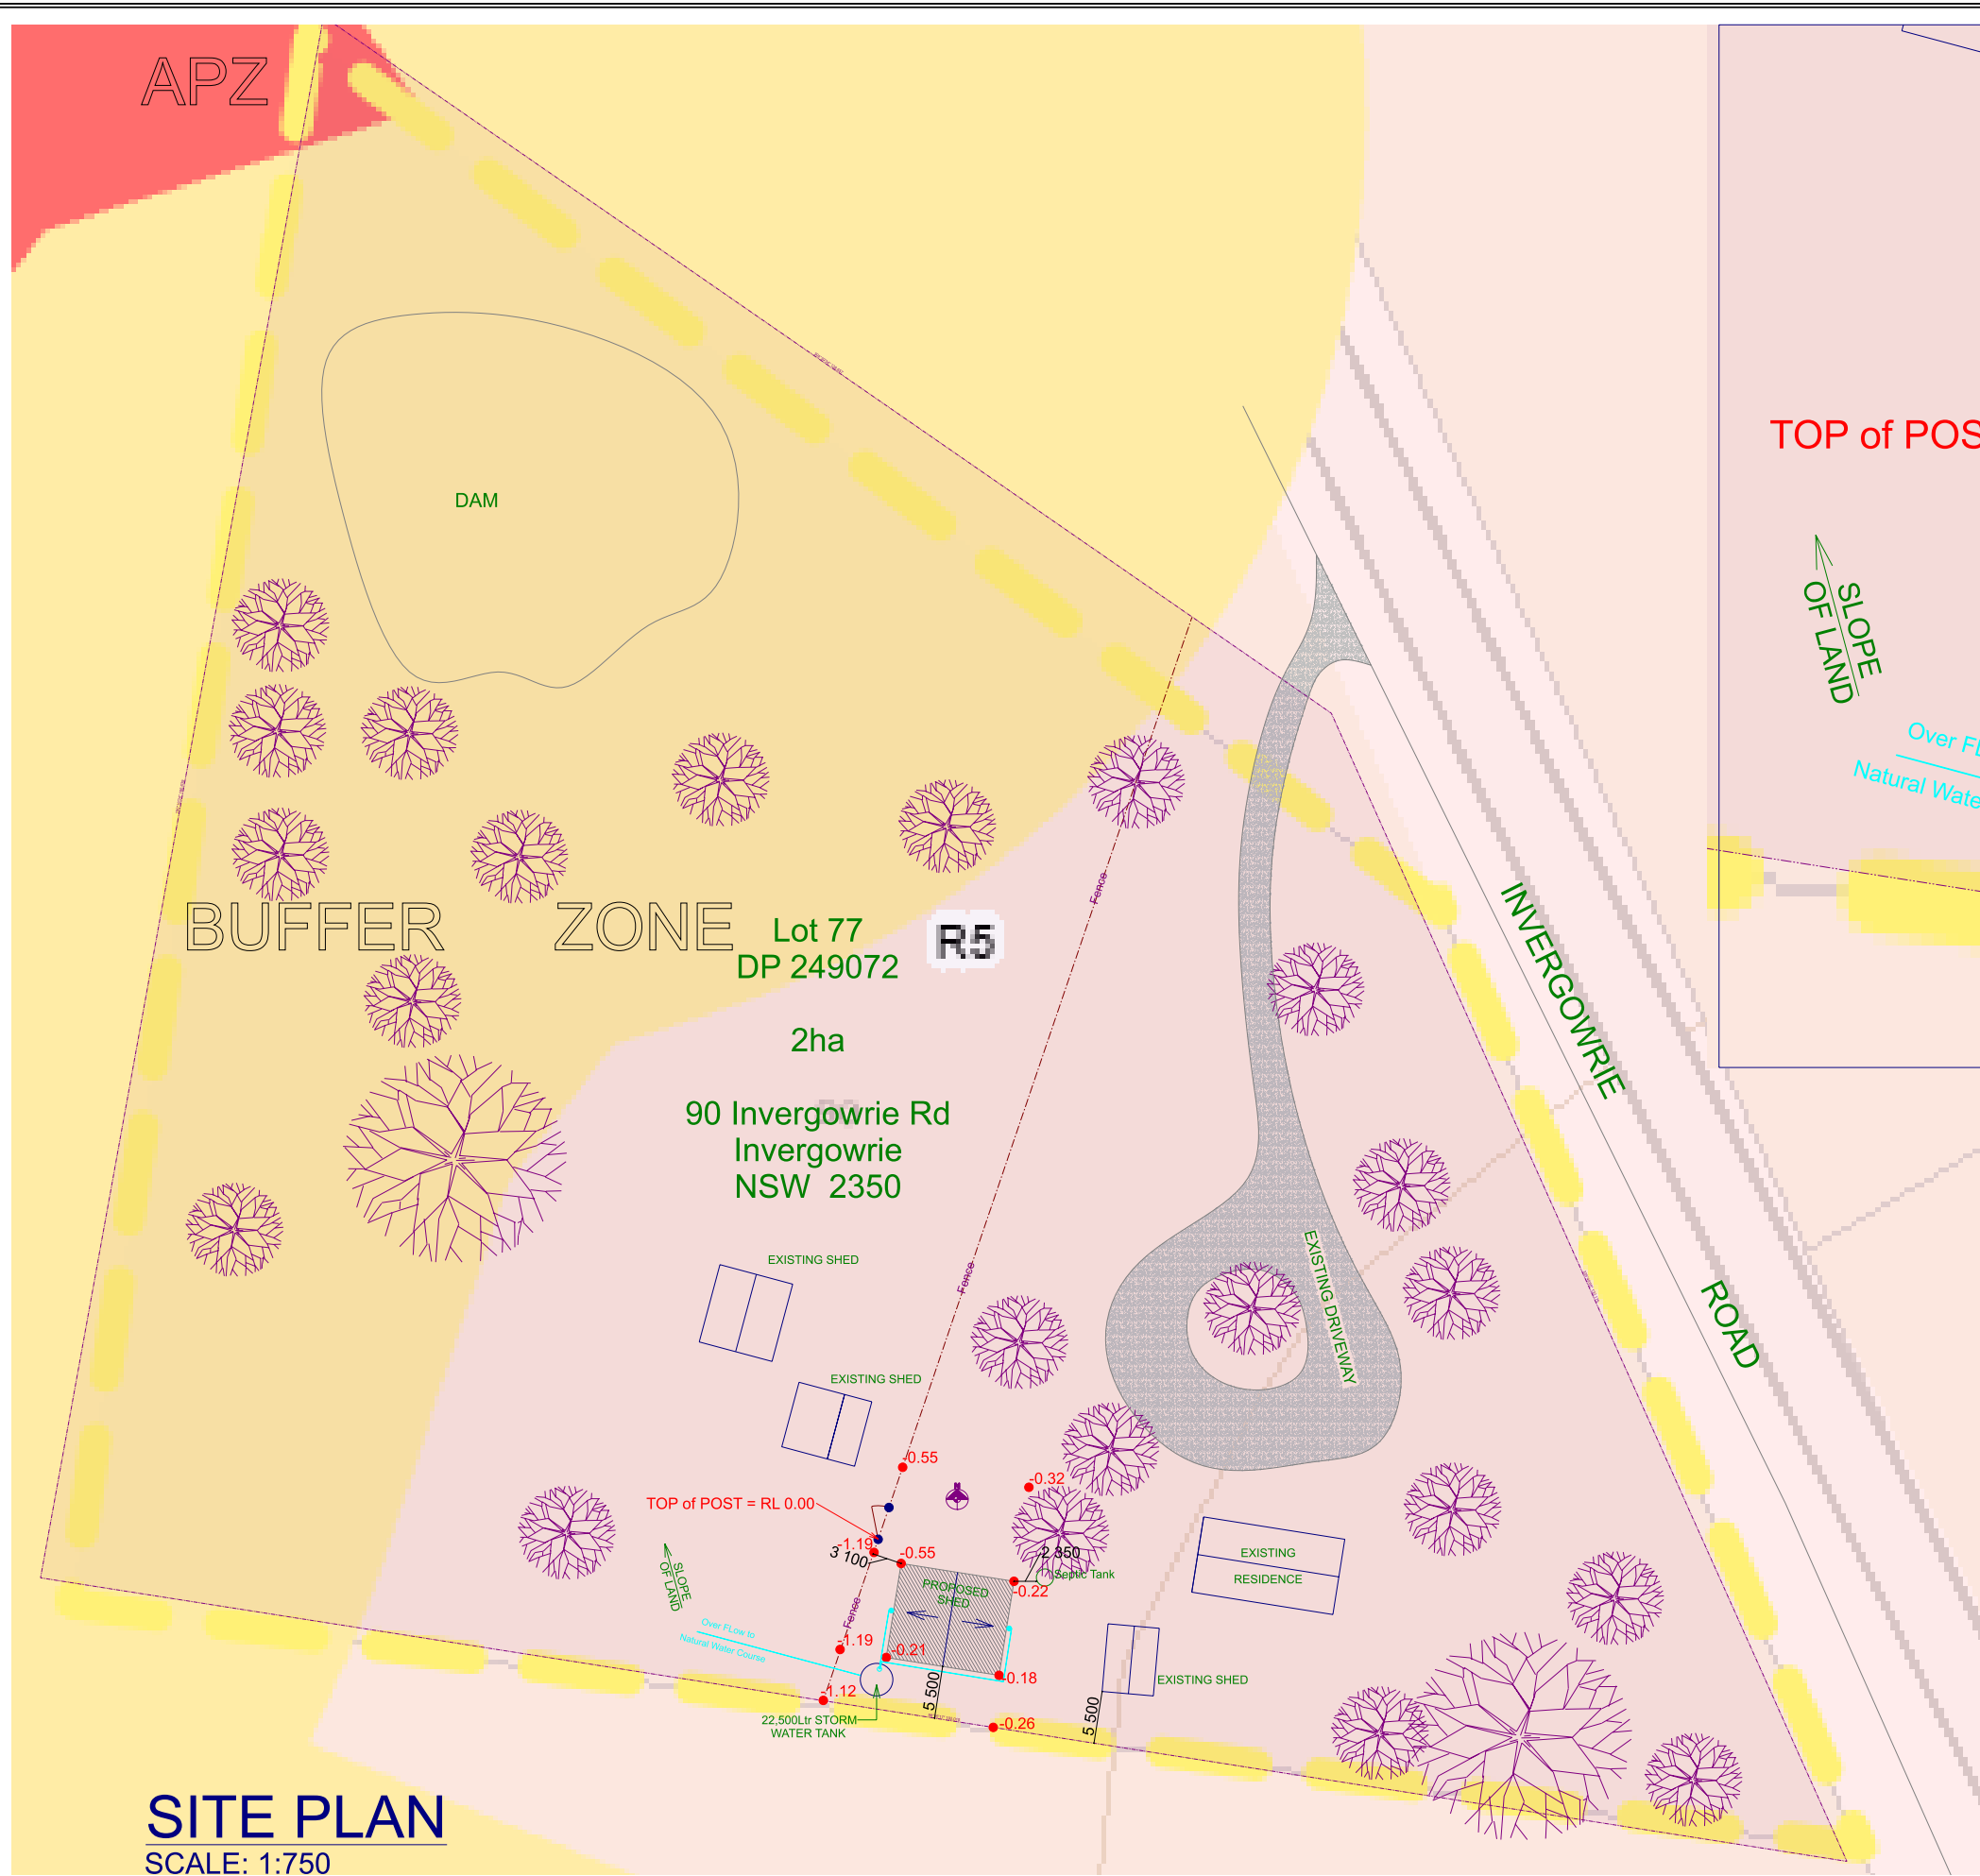 APZ
TOP of POS
DAM
SLOPE
OF LAND
Over FL
Natural Wate
Fence
BUFFER ZONE
Lot 77
DP 249072
R5
2ha
90 Invergowrie Rd
Invergowrie
NSW 2350
INVERGOWRIE
ROAD
EXISTING DRIVEWAY
EXISTING SHED
Fence
EXISTING SHED
-0.55
-0.32
TOP of POST = RL 0.00
-1.19
3 100
-0.55
2 350
Septic Tank
-0.22
EXISTING
RESIDENCE
PROPOSED
SHED
SLOPE
OF LAND
Fence
Over FLow to
Natural Water Course
-1.19
-0.21
-0.18
EXISTING SHED
-1.12
5 500
5 500
22,500Ltr STORM
WATER TANK
-0.26
SITE PLAN
SCALE: 1:750